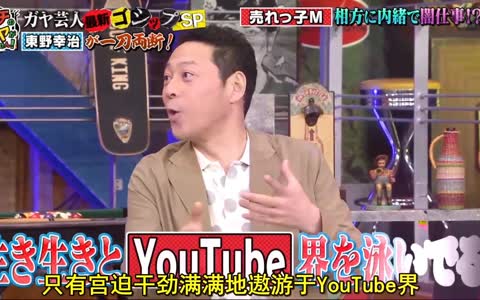 ガヤ芸人 最新ゴシップSP
東野幸治 が一刀両断!
売れっ子M 相方に内緒で闇仕事!?
KING
生き生きとYouTube界を泳いでる
只有宫迫干劲满满地遨游于YouTube界